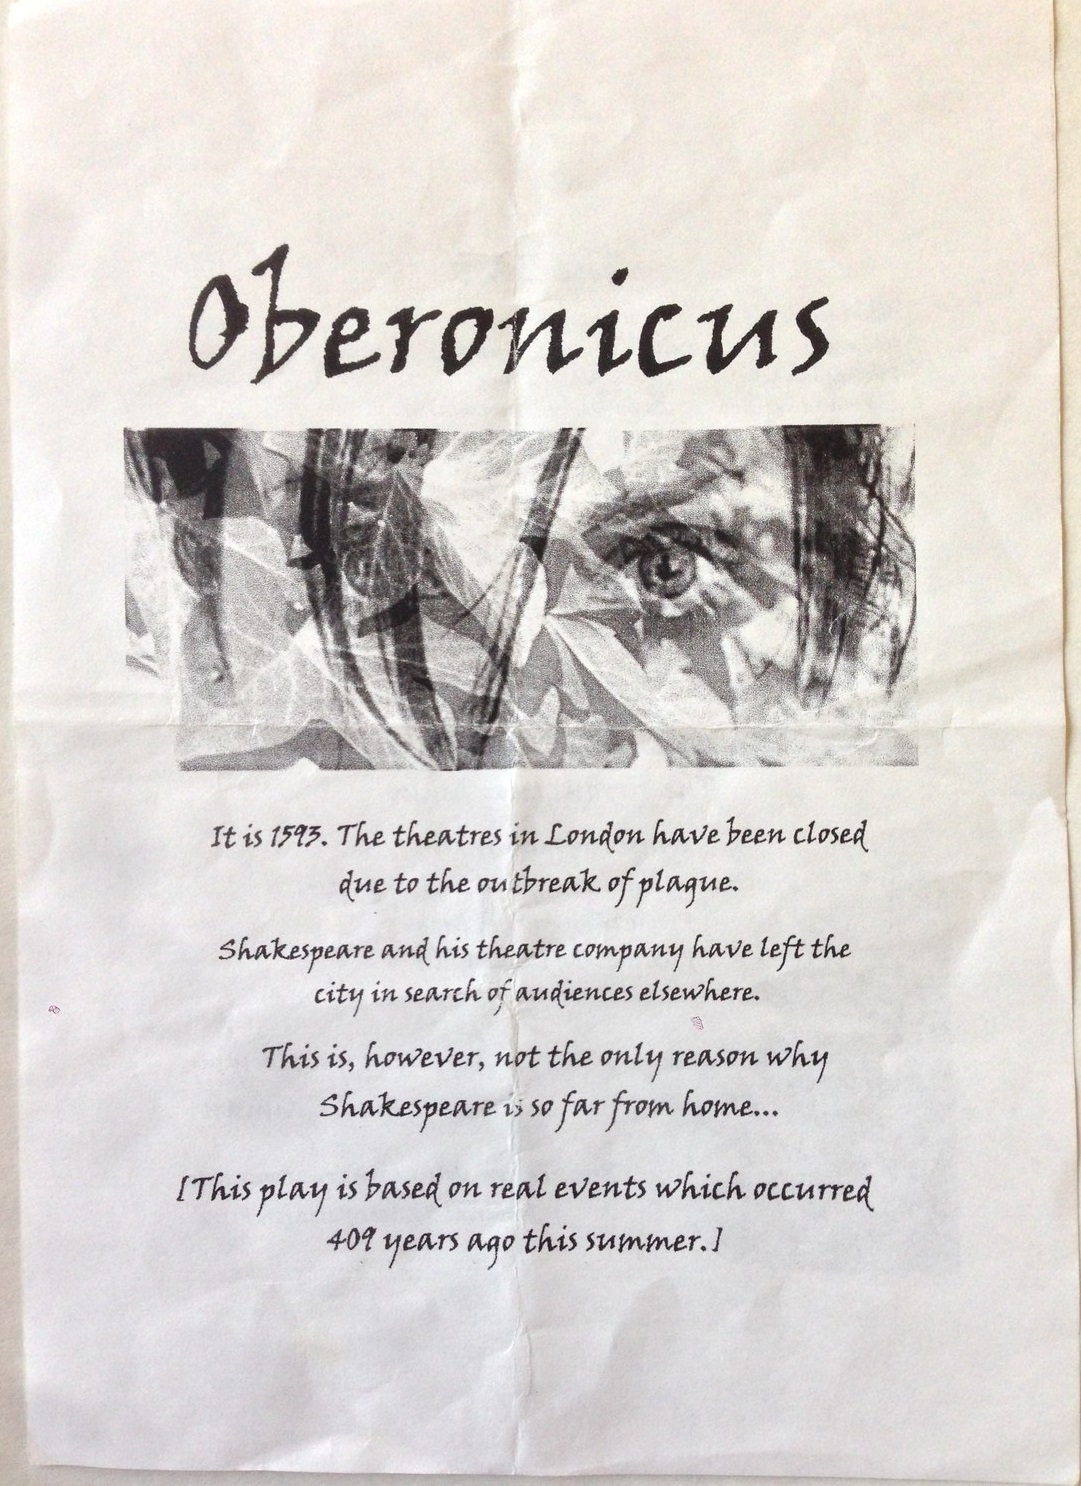 Oberonicus
It is 1593. The theatres in London have been closed
due to the outbreak of plague.
Shakespeare and his theatre company have left the
city in search of audiences elsewhere.
This is, however, not the only reason why
Shakespeare is so far from home...
[This play is based on real events which occurred
409 years ago this summer.]